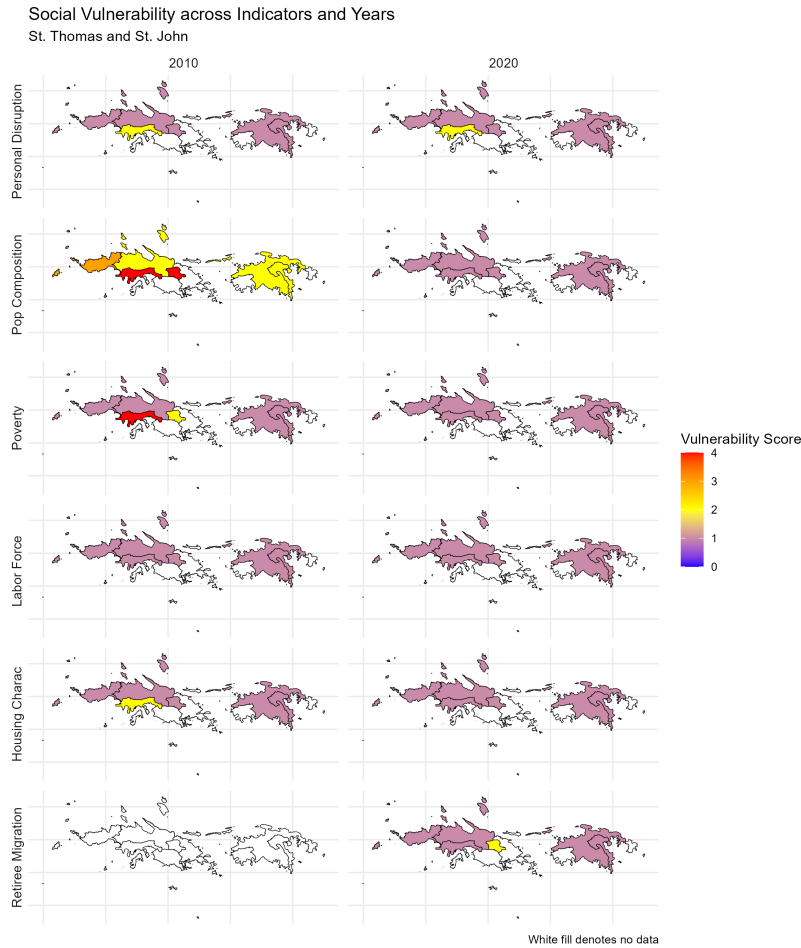 Social Vulnerability across Indicators and Years
St. Thomas and St. John
2010
2020
Personal Disruption
Pop Composition
Poverty
Labor Force
Housing Charac
Retiree Migration
Vulnerability Score
4
3
2
1
0
White fill denotes no data